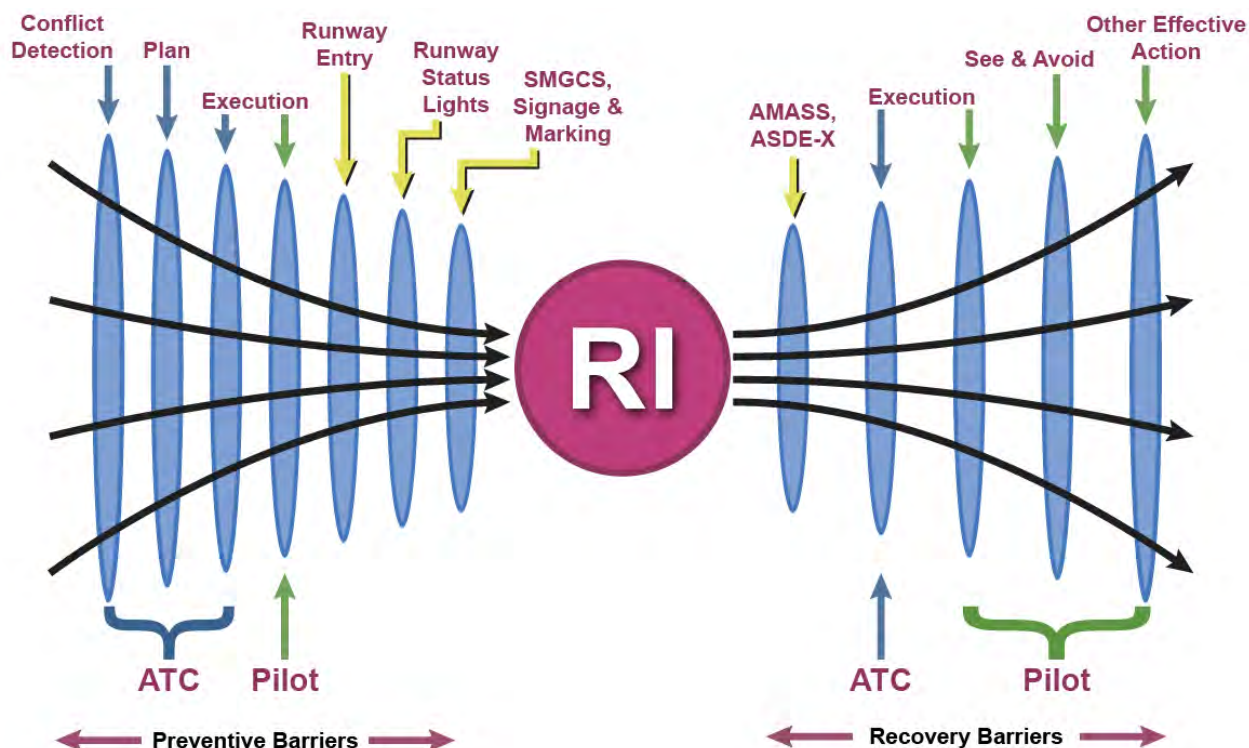 Conflict
Detection
Plan
Execution
Runway
Entry
Runway
Status
Lights
SMGCS,
Signage &
Marking
AMASS,
ASDE-X
Execution
See & Avoid
Other Effective
Action
RI
ATC
Pilot
ATC
Pilot
Preventive Barriers
Recovery Barriers